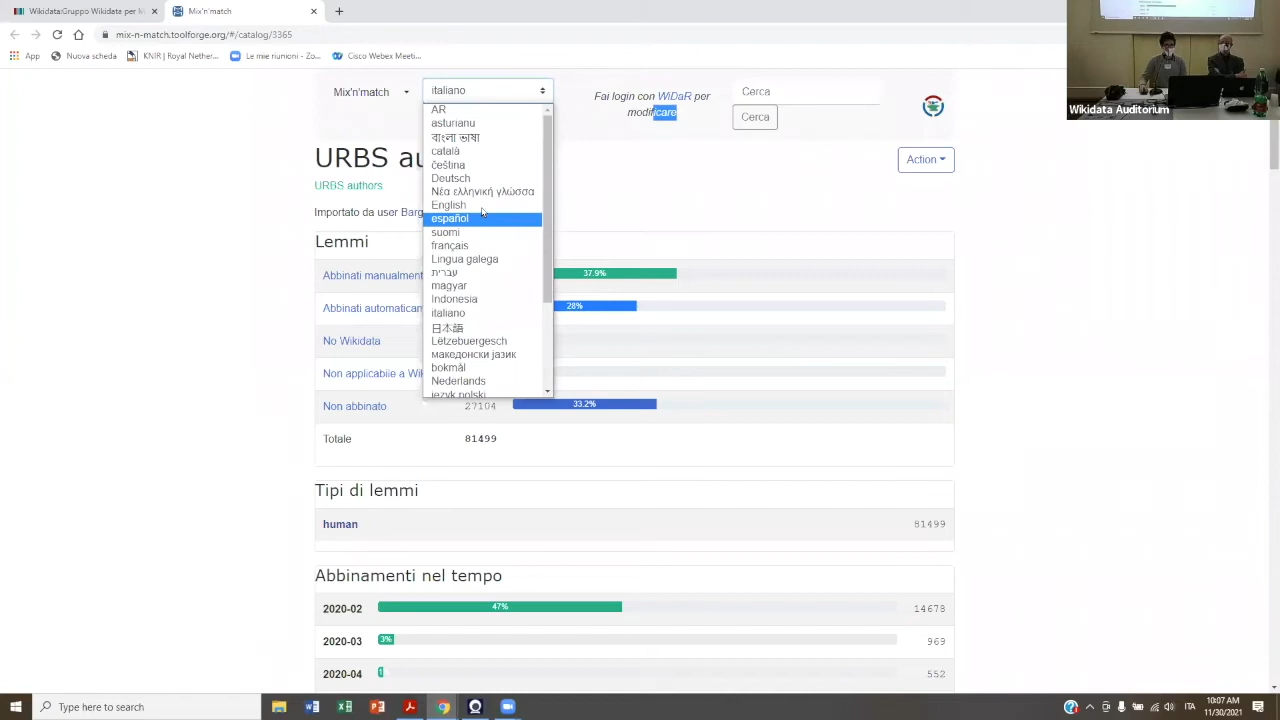 Wikidata:Gruppo Wikidata per M
Mix'n'match
mix-n-match.toolforge.org/#/catalog/3365
App
Nuova scheda
KNIR | Royal Nether...
Le mie riunioni - Zo...
Cisco Webex Meet...
Wikidata Auditorium
Mix'n'match
italiano
Fai login con WiDaR per
modificare
Cerca
Cerca
AR
asturianu
বাংলা ভাষা
català
čeština
Deutsch
Νέα ελληνική γλώσσα
English
español
suomi
français
Lingua galega
עברית
magyar
Indonesia
italiano
日本語
Lëtzebuergesch
македонски јазик
bokmål
Nederlands
język polski
URBS au
Action
URBS authors
Importato da user Barg
Lemmi
Abbinati manualment
37.9%
Abbinati automatican
28%
No Wikidata
Non applicabile a Wik
Non abbinato
27104
33.2%
Totale
81499
Tipi di lemmi
human
81499
Abbinamenti nel tempo
2020-02
47%
14678
2020-03
3%
969
2020-04
1
552
Type here to search
ITA
10:07 AM
11/30/2021